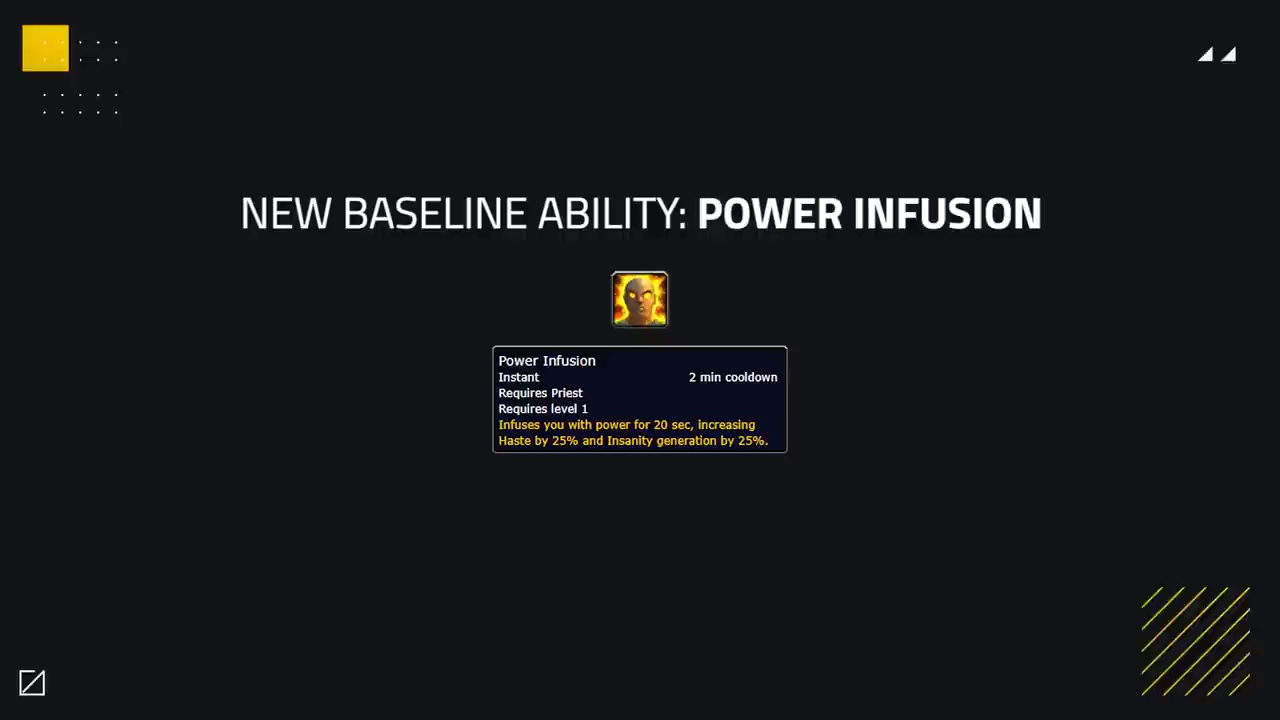 NEW BASELINE ABILITY: POWER INFUSION
Power Infusion
Instant 2 min cooldown
Requires Priest
Requires level 1
Infuses you with power for 20 sec, increasing
Haste by 25% and Insanity generation by 25%.